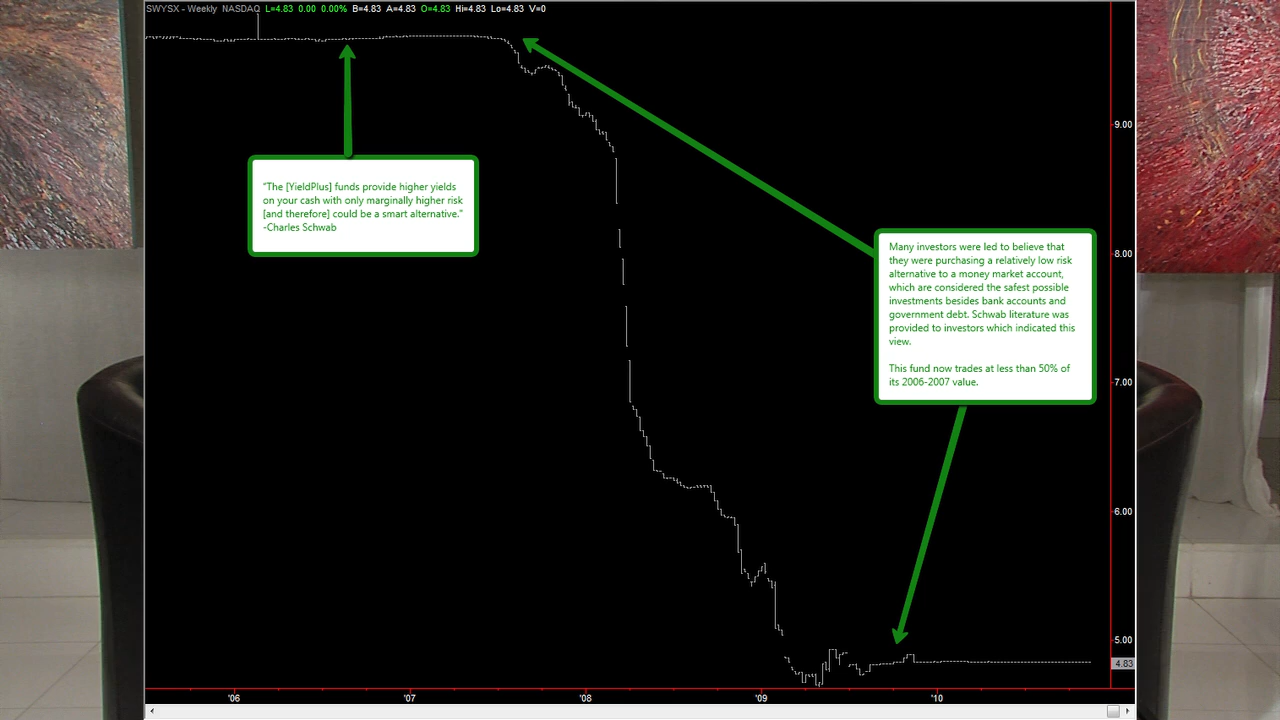 SWYSX - Weekly NASDAQ L=4.83 0.00 0.00% B=4.83 A=4.83 O=4.83 Hi=4.83 Lo=4.83 V=0
"The [YieldPlus] funds provide higher yields
on your cash with only marginally higher risk
[and therefore] could be a smart alternative."
-Charles Schwab
Many investors were led to believe that
they were purchasing a relatively low risk
alternative to a money market account,
which are considered the safest possible
investments besides bank accounts and
government debt. Schwab literature was
provided to investors which indicated this
view.
This fund now trades at less than 50% of
its 2006-2007 value.
9.00
8.00
7.00
6.00
5.00
4.83
'06 '07 '08 '09 '10